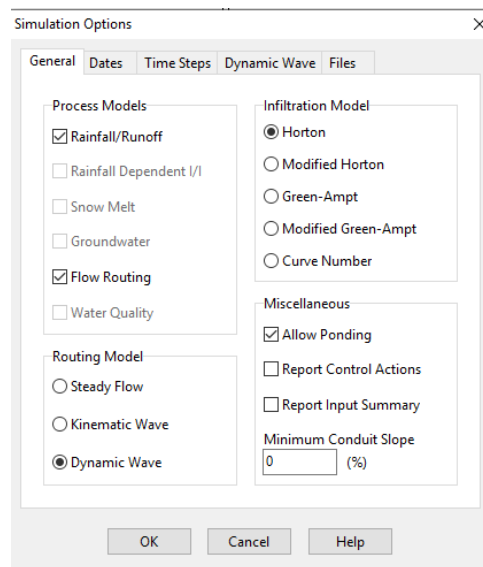 Simulation Options
General Dates Time Steps Dynamic Wave Files
Process Models
Rainfall/Runoff
Rainfall Dependent I/I
Snow Melt
Groundwater
Flow Routing
Water Quality
Routing Model
Steady Flow
Kinematic Wave
Dynamic Wave
Infiltration Model
Horton
Modified Horton
Green-Ampt
Modified Green-Ampt
Curve Number
Miscellaneous
Allow Ponding
Report Control Actions
Report Input Summary
Minimum Conduit Slope
0 (%)
OK Cancel Help